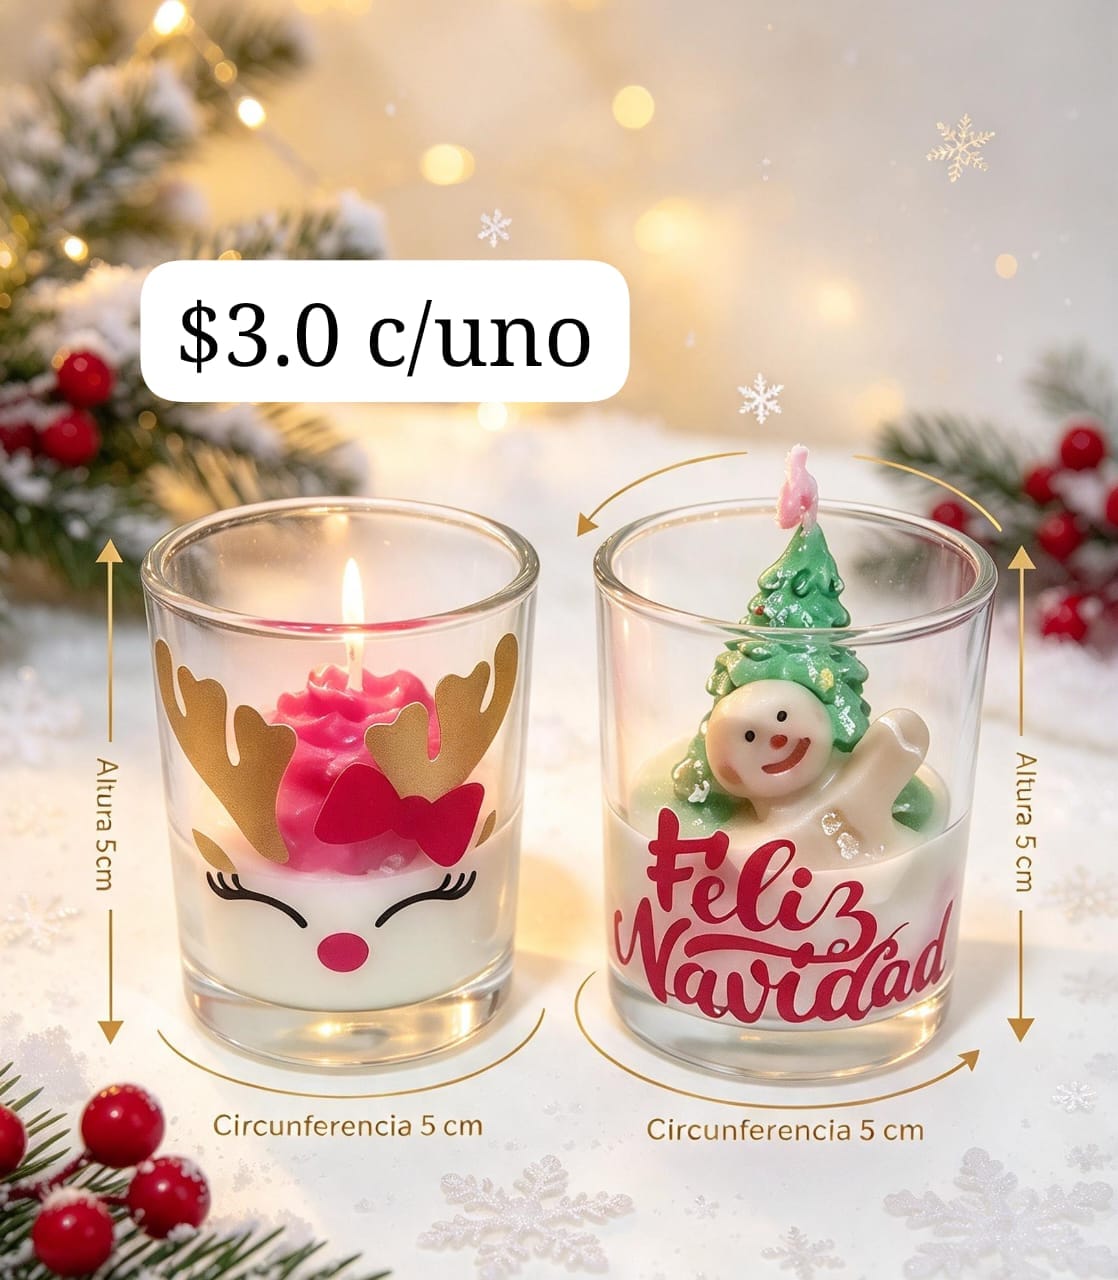 $3.0 c/uno
Altura 5cm
Altura 5 cm
Feliz
Navidad
Circunferencia 5 cm
Circunferencia 5 cm